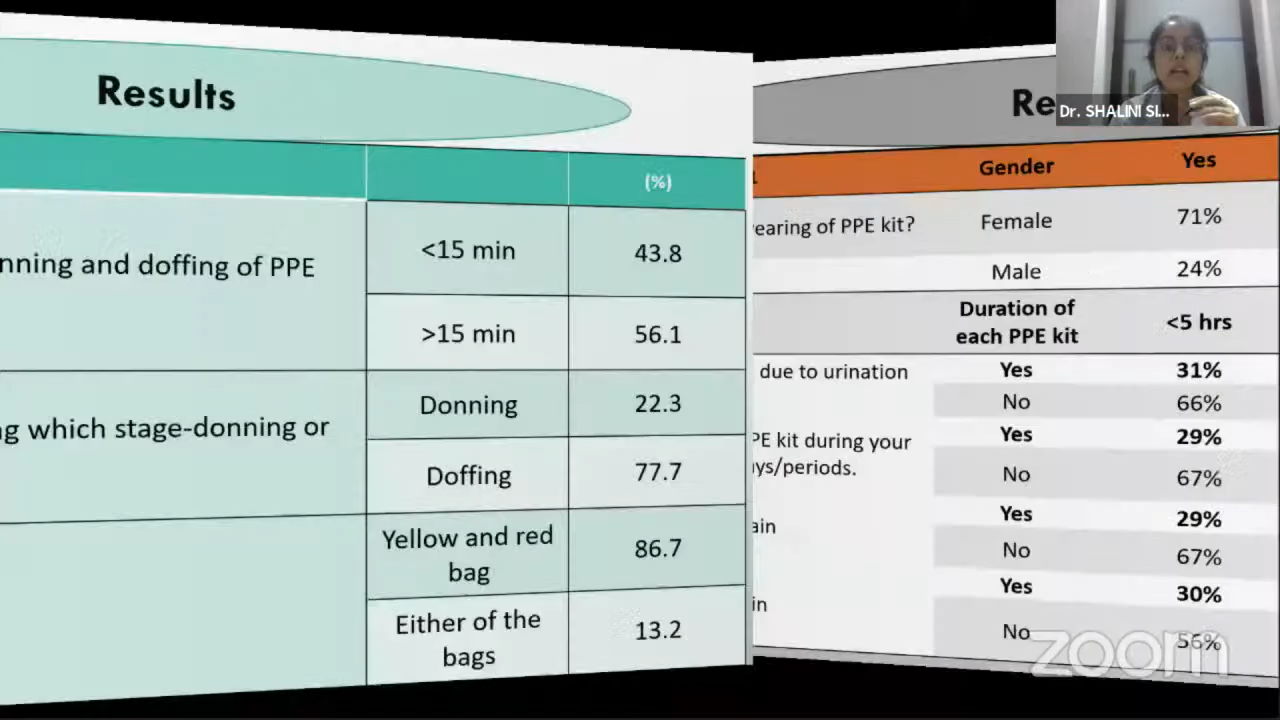 Results
(%)
nning and doffing of PPE
<15 min
43.8
>15 min
56.1
g which stage-donning or
Donning
22.3
Doffing
77.7
Yellow and red
bag
86.7
Either of the
bags
13.2
Re
Dr. SHALINI SI...
Gender
Yes
earing of PPE kit?
Female
71%
Male
24%
Duration of
each PPE kit
<5 hrs
due to urination
Yes
31%
No
66%
PE kit during your
ys/periods.
Yes
29%
No
67%
ain
Yes
29%
No
67%
in
Yes
30%
No
56%
zoom